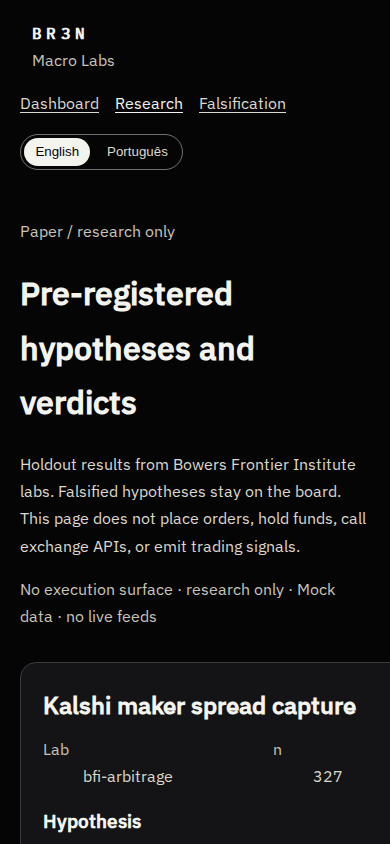 BR3N
Macro Labs
Dashboard Research Falsification
English Português
Paper / research only
Pre-registered
hypotheses and
verdicts
Holdout results from Bowers Frontier Institute
labs. Falsified hypotheses stay on the board.
This page does not place orders, hold funds, call
exchange APIs, or emit trading signals.
No execution surface · research only · Mock
data · no live feeds
Kalshi maker spread capture
Lab n
bfi-arbitrage 327
Hypothesis